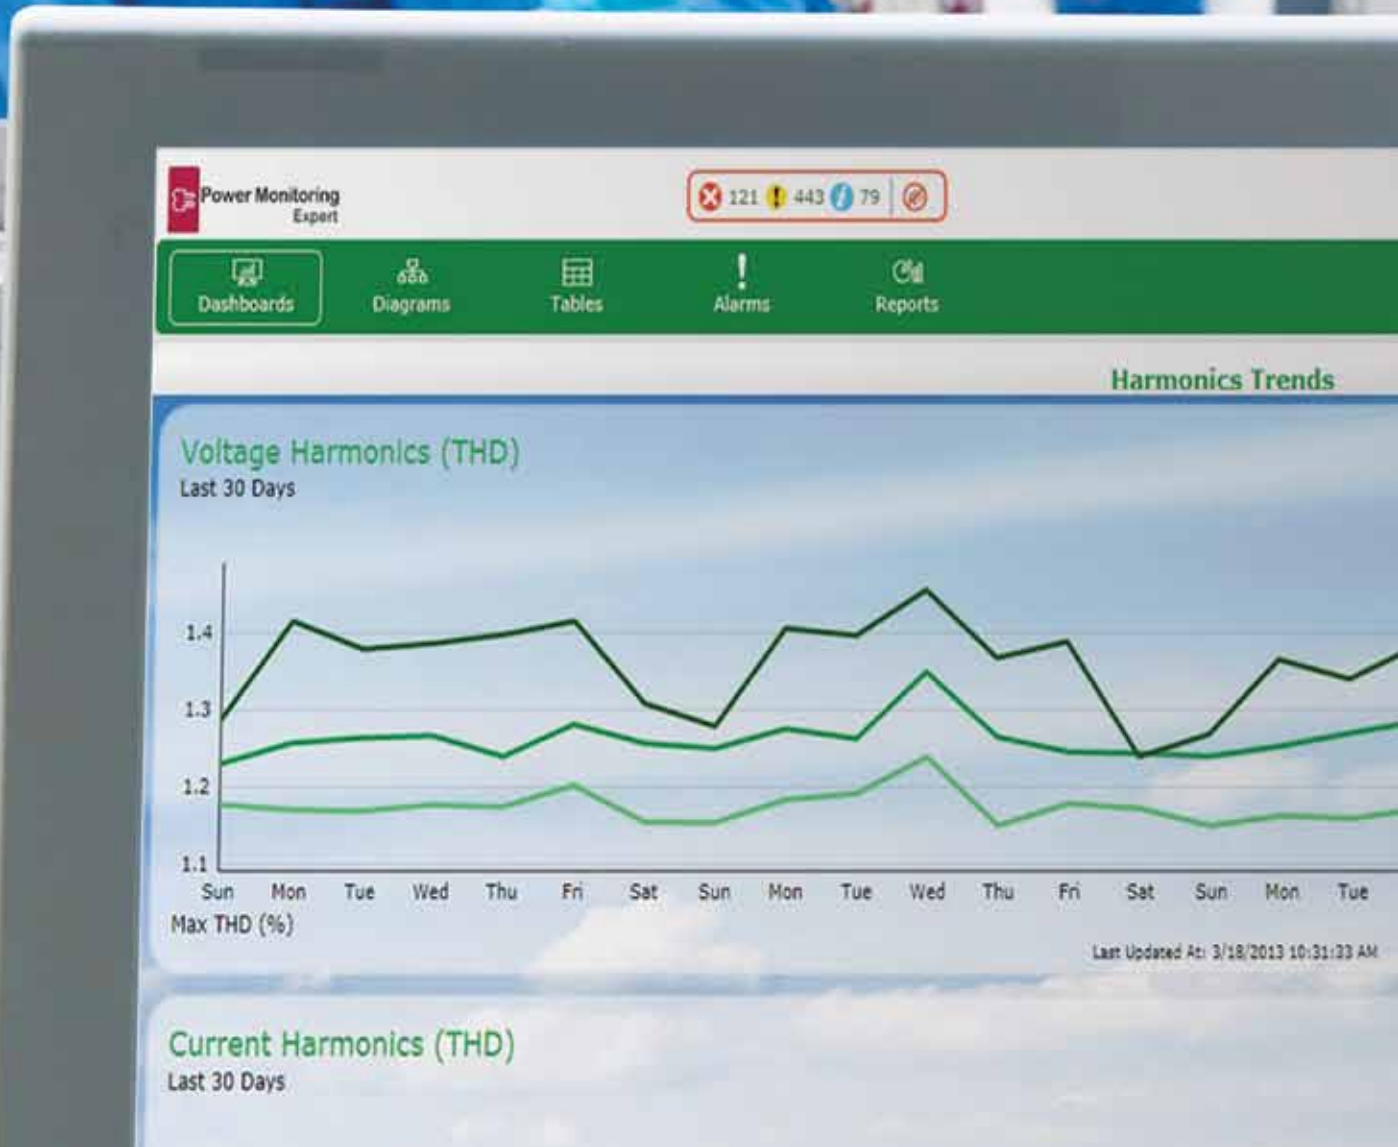 Power Monitoring
Expert
121 443 79
Dashboards Diagrams Tables Alarms Reports
Harmonics Trends
Voltage Harmonics (THD)
Last 30 Days
1.4
1.3
1.2
1.1
Sun Mon Tue Wed Thu Fri Sat Sun Mon Tue Wed Thu Fri Sat Sun Mon Tue
Max THD (%)
Last Updated At: 3/18/2013 10:31:33 AM
Current Harmonics (THD)
Last 30 Days